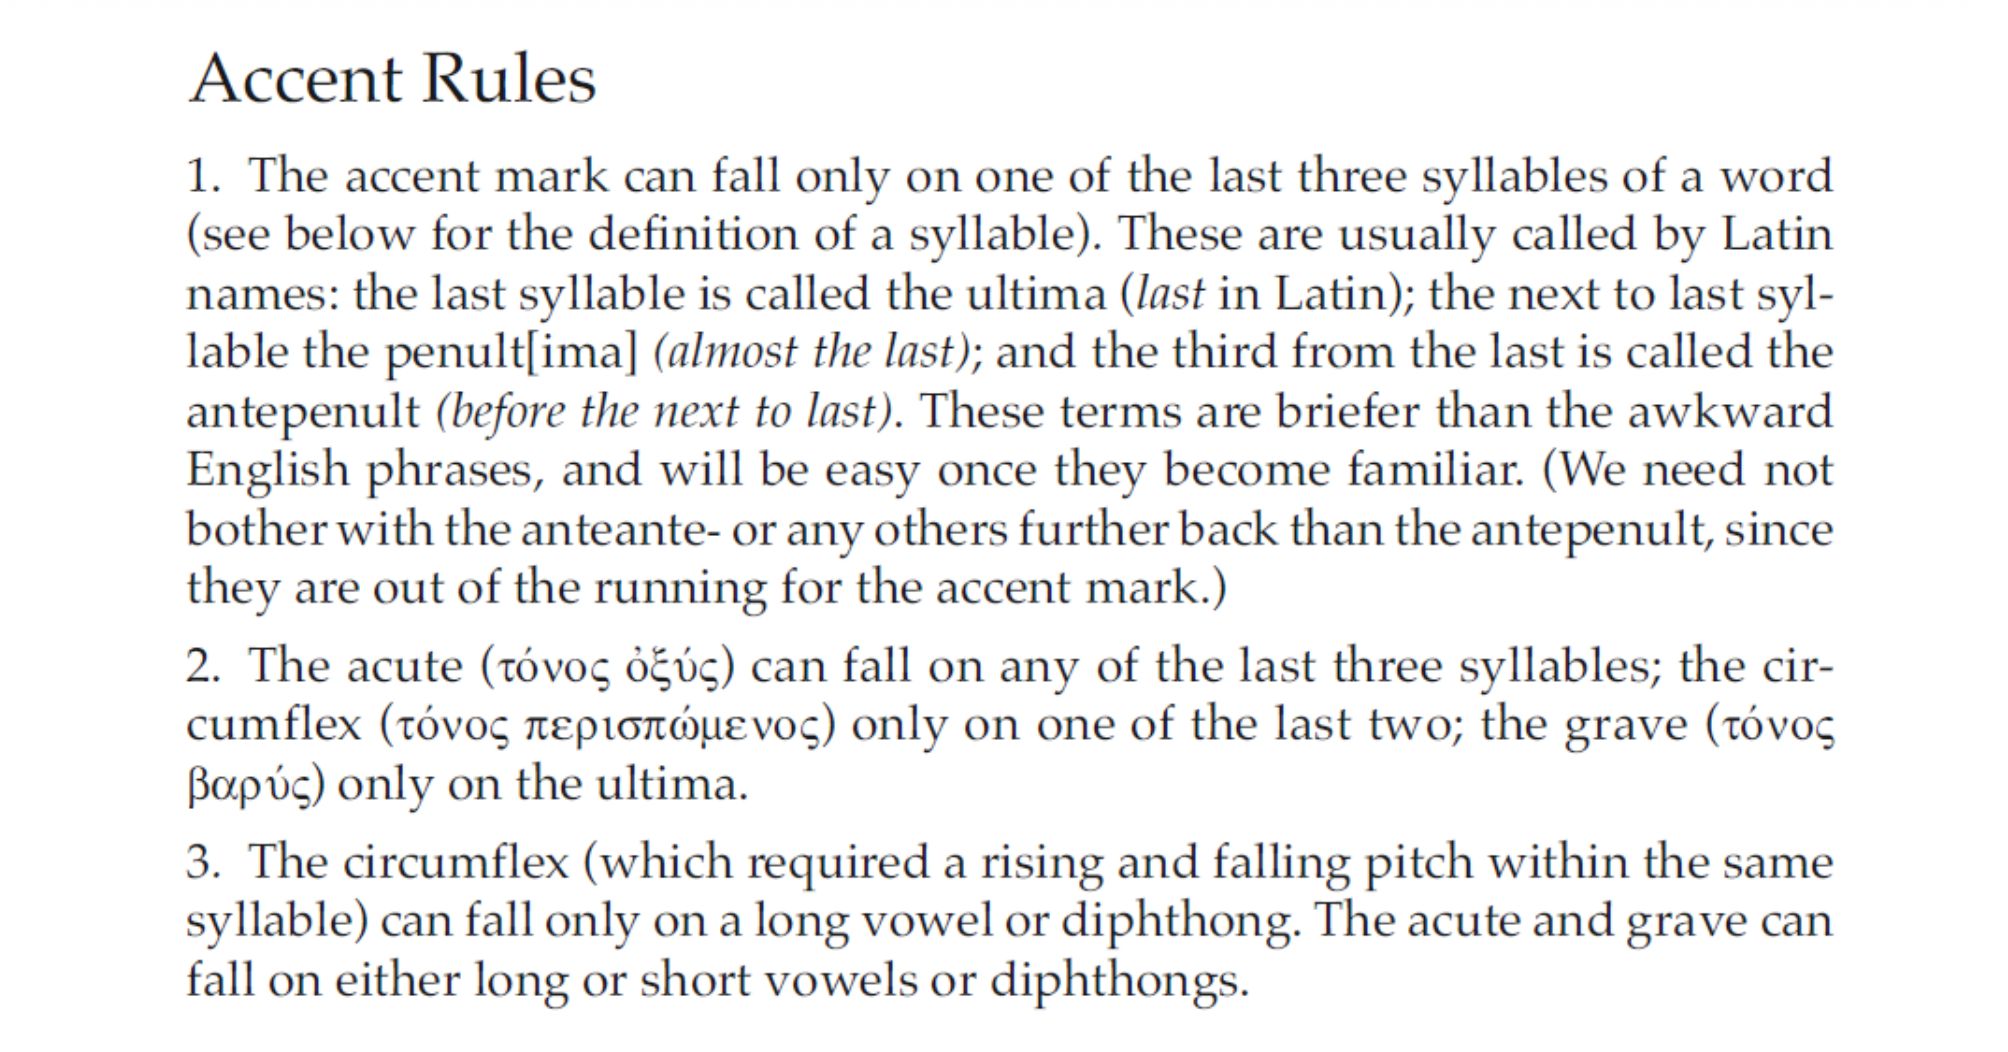 Accent Rules
1. The accent mark can fall only on one of the last three syllables of a word
(see below for the definition of a syllable). These are usually called by Latin
names: the last syllable is called the ultima (last in Latin); the next to last syl-
lable the penult[ima] (almost the last); and the third from the last is called the
antepenult (before the next to last). These terms are briefer than the awkward
English phrases, and will be easy once they become familiar. (We need not
bother with the anteante- or any others further back than the antepenult, since
they are out of the running for the accent mark.)
2. The acute (τόνος ὀξύς) can fall on any of the last three syllables; the cir-
cumflex (τόνος περισπώμενος) only on one of the last two; the grave (τόνος
βαρύς) only on the ultima.
3. The circumflex (which required a rising and falling pitch within the same
syllable) can fall only on a long vowel or diphthong. The acute and grave can
fall on either long or short vowels or diphthongs.